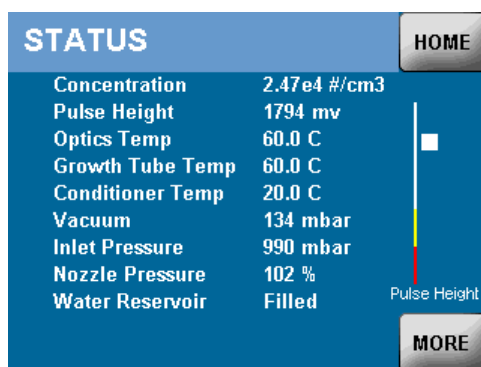 STATUS
HOME
Concentration 2.47e4 #/cm3
Pulse Height 1794 mv
Optics Temp 60.0 C
Growth Tube Temp 60.0 C
Conditioner Temp 20.0 C
Vacuum 134 mbar
Inlet Pressure 990 mbar
Nozzle Pressure 102 %
Water Reservoir Filled
Pulse Height
MORE